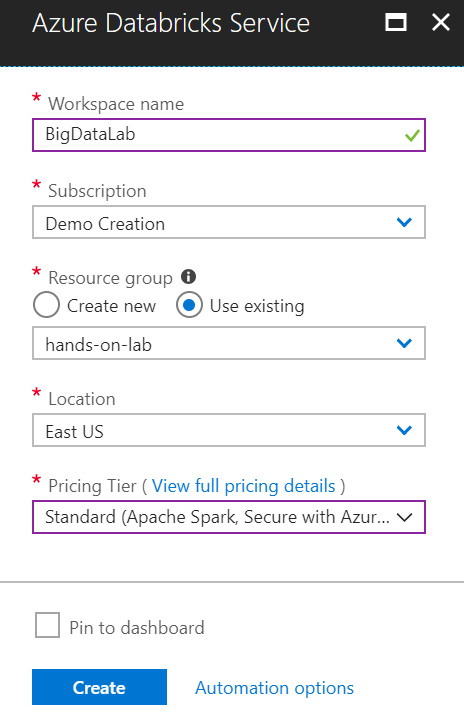 Azure Databricks Service
* Workspace name
BigDataLab
* Subscription
Demo Creation
* Resource group
Create new Use existing
hands-on-lab
* Location
East US
* Pricing Tier ( View full pricing details )
Standard (Apache Spark, Secure with Azur...
Pin to dashboard
Create Automation options